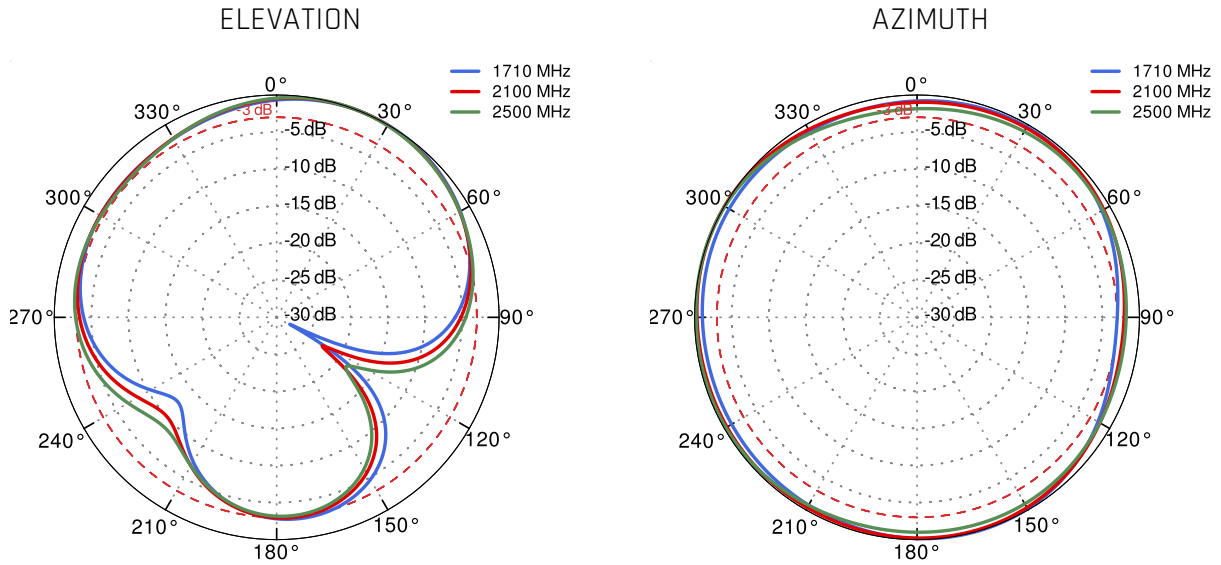 ELEVATION
1710 MHz
2100 MHz
2500 MHz
0°
330°
30°
-3 dB
-5 dB
-10 dB
300°
60°
-15 dB
-20 dB
-25 dB
270°
-30 dB
90°
240°
120°
210°
150°
180°
AZIMUTH
1710 MHz
2100 MHz
2500 MHz
0°
330°
30°
-3 dB
-5 dB
-10 dB
300°
60°
-15 dB
-20 dB
-25 dB
270°
-30 dB
90°
240°
120°
210°
150°
180°